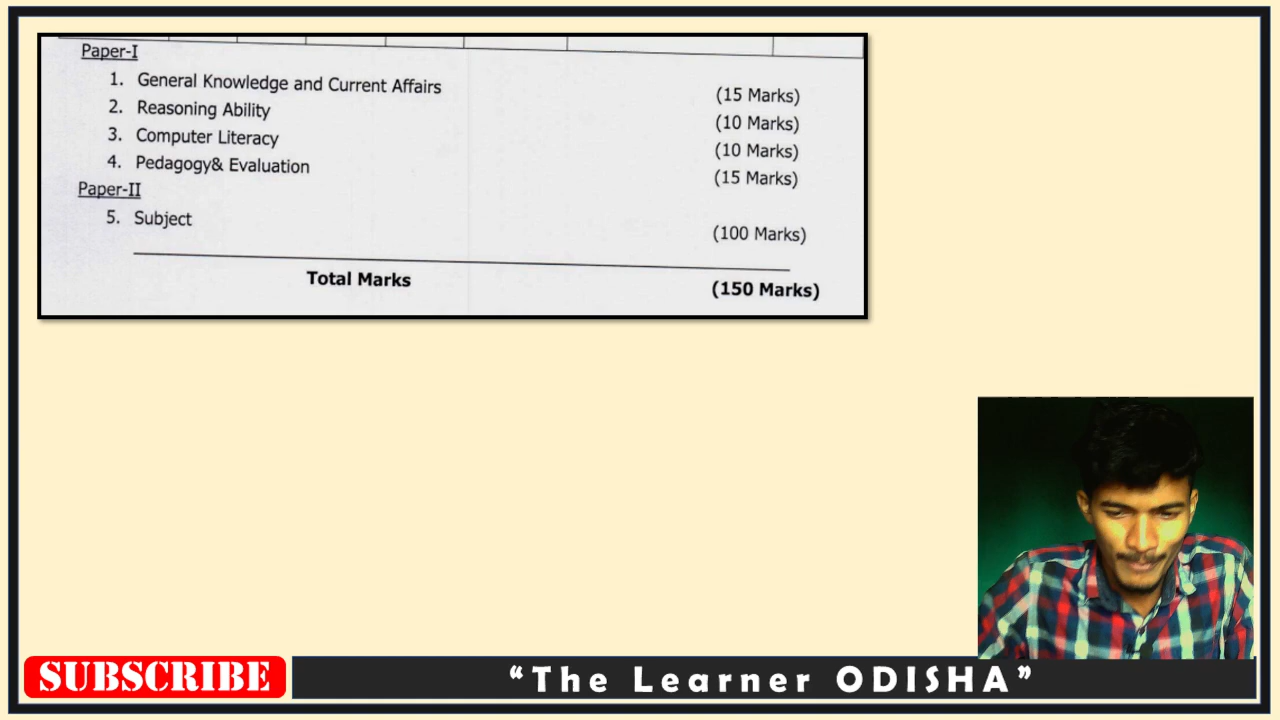 Paper-I
1. General Knowledge and Current Affairs (15 Marks)
2. Reasoning Ability (10 Marks)
3. Computer Literacy (10 Marks)
4. Pedagogy& Evaluation (15 Marks)
Paper-II
5. Subject (100 Marks)
Total Marks (150 Marks)
SUBSCRIBE “The Learner ODISHA”